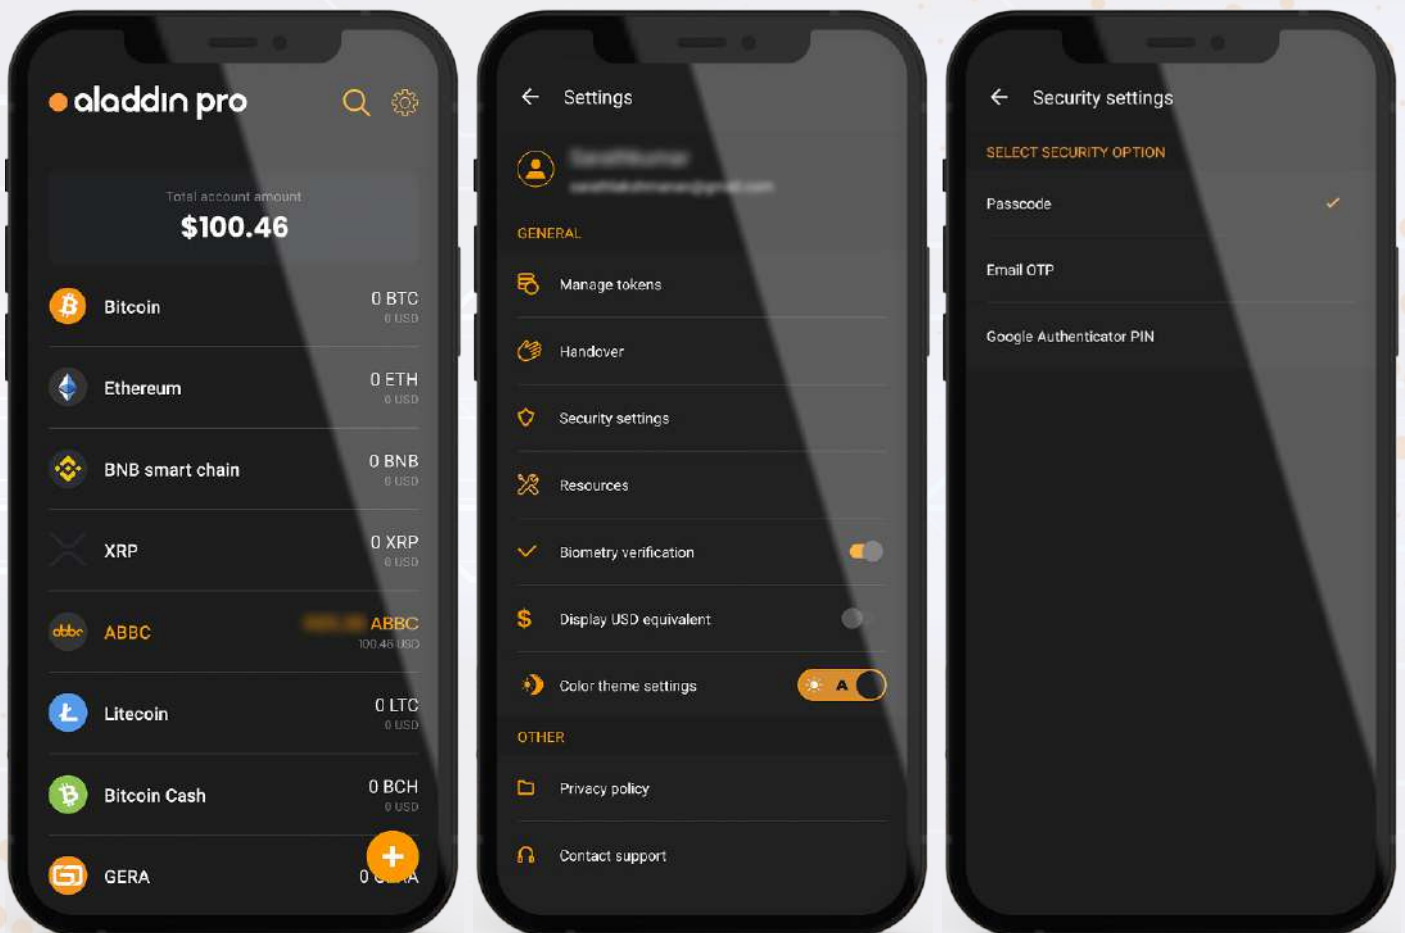 aladdin pro
Total account amount
$100.46
Bitcoin
0 BTC
0 USD
Ethereum
0 ETH
0 USD
BNB smart chain
0 BNB
0 USD
XRP
0 XRP
0 USD
abbc
ABBC
ABBC
100.46 USD
Litecoin
0 LTC
0 USD
Bitcoin Cash
0 BCH
0 USD
GERA
0
Settings
GENERAL
Manage tokens
Handover
Security settings
Resources
Biometry verification
$ Display USD equivalent
Color theme settings
A
OTHER
Privacy policy
Contact support
Security settings
SELECT SECURITY OPTION
Passcode
Email OTP
Google Authenticator PIN